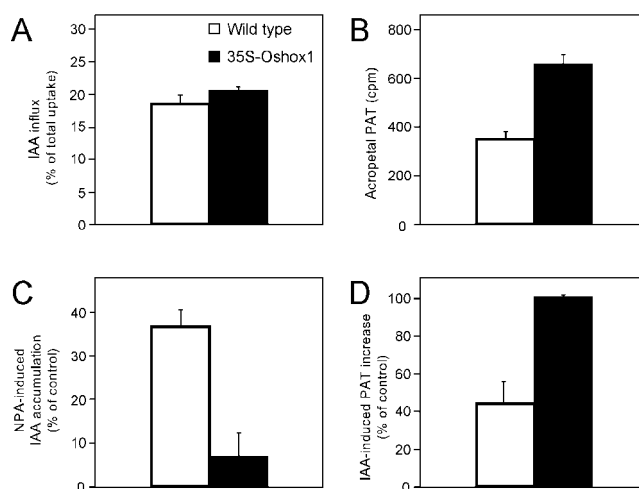 A
30
25
20
15
10
5
0
IAA influx
(% of total uptake)
Wild type
35S-Oshox1
B
800
600
400
200
0
Acropetal PAT (cpm)
C
40
30
20
10
0
NPA-induced
IAA accumulation
(% of control)
D
100
80
60
40
20
0
IAA-induced PAT increase
(% of control)